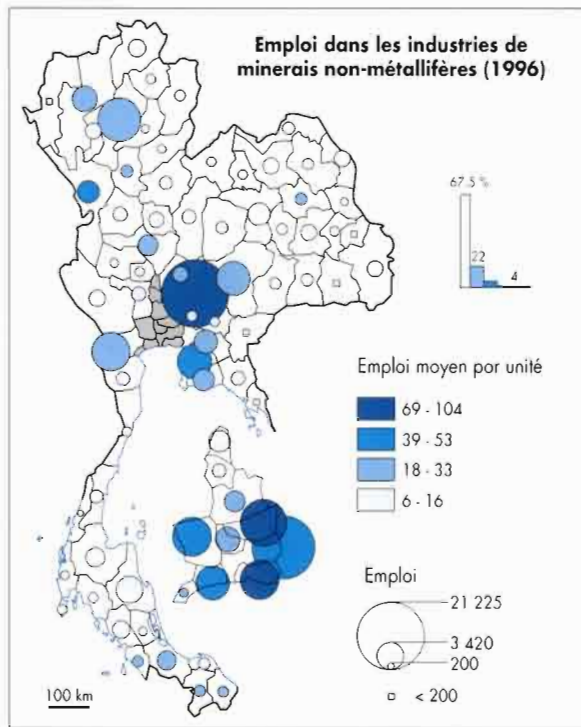 Emploi dans les industries de
minerais non-métallifères (1996)
67.5 %
22
4
Emploi moyen por unité
69 - 104
39 - 53
18 - 33
6 - 16
Emploi
21 225
3 420
200
< 200
100 km